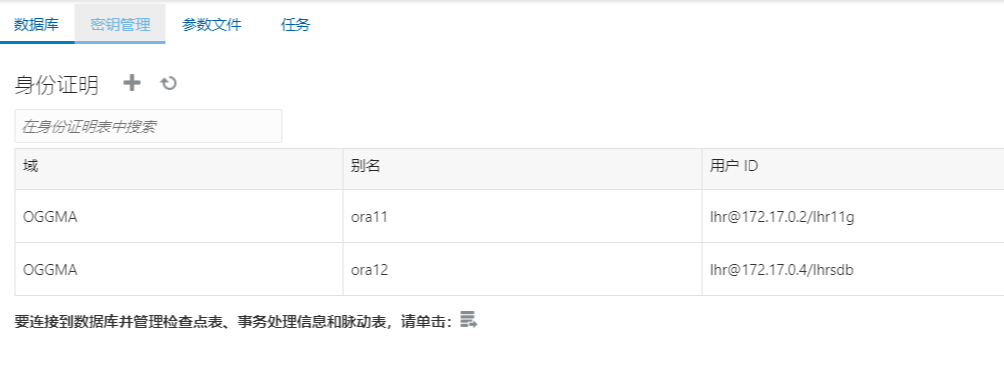 数据库 密钥管理 参数文件 任务
身份证明
在身份证明表中搜索
域 别名 用户 ID
OGGMA ora11 lhr@172.17.0.2/lhr11g
OGGMA ora12 lhr@172.17.0.4/lhrsdb
要连接到数据库并管理检查点表、事务处理信息和脉动表，请单击：